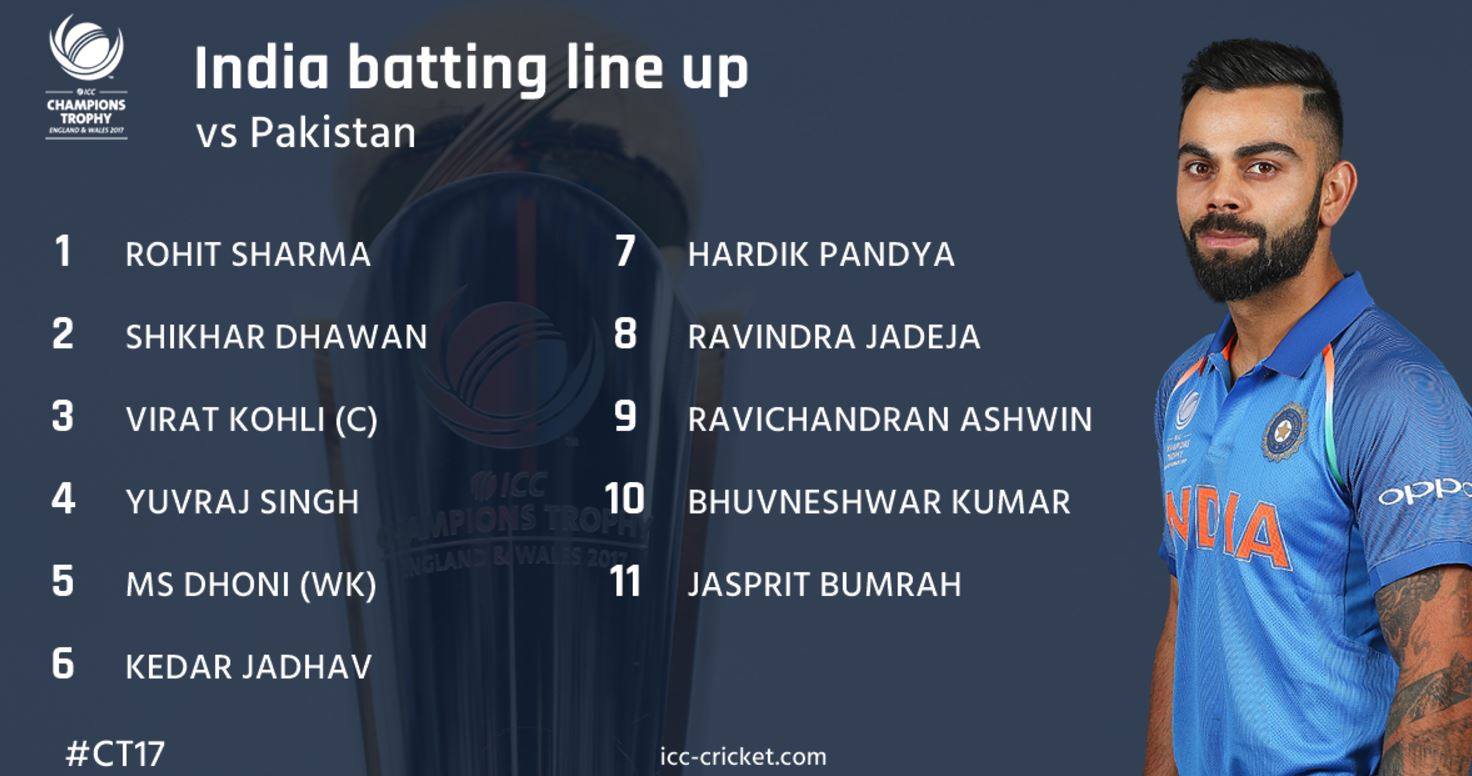 ICC
CHAMPIONS
TROPHY
ENGLAND & WALES 2017
India batting line up
vs Pakistan
1 ROHIT SHARMA
2 SHIKHAR DHAWAN
3 VIRAT KOHLI (C)
4 YUVRAJ SINGH
5 MS DHONI (WK)
6 KEDAR JADHAV
7 HARDIK PANDYA
8 RAVINDRA JADEJA
9 RAVICHANDRAN ASHWIN
10 BHUVNESHWAR KUMAR
11 JASPRIT BUMRAH
ICC
CHAMPIONS TROPHY
ENGLAND & WALES 2017
INDIA
oppo
#CT17
icc-cricket.com